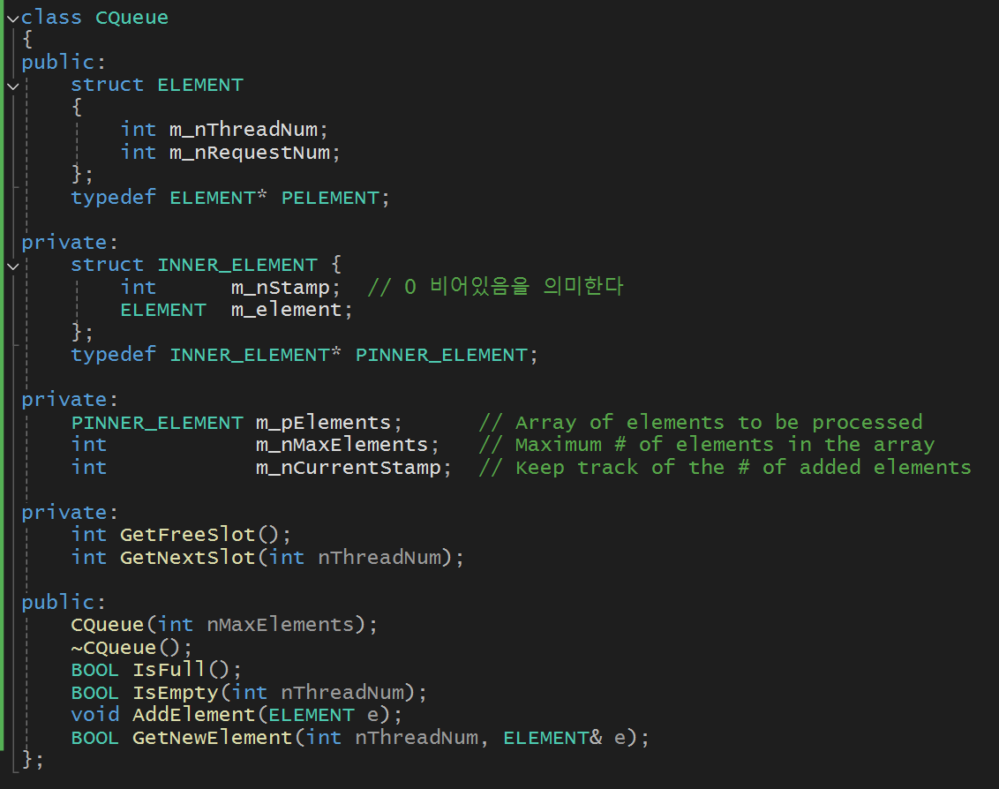 class CQueue
{
public:
    struct ELEMENT
    {
        int m_nThreadNum;
        int m_nRequestNum;
    };
    typedef ELEMENT* PELEMENT;

private:
    struct INNER_ELEMENT {
        int      m_nStamp;  // 0 비어있음을 의미한다
        ELEMENT  m_element;
    };
    typedef INNER_ELEMENT* PINNER_ELEMENT;

private:
    PINNER_ELEMENT m_pElements;      // Array of elements to be processed
    int            m_nMaxElements;   // Maximum # of elements in the array
    int            m_nCurrentStamp;  // Keep track of the # of added elements

private:
    int GetFreeSlot();
    int GetNextSlot(int nThreadNum);

public:
    CQueue(int nMaxElements);
    ~CQueue();
    BOOL IsFull();
    BOOL IsEmpty(int nThreadNum);
    void AddElement(ELEMENT e);
    BOOL GetNewElement(int nThreadNum, ELEMENT& e);
};